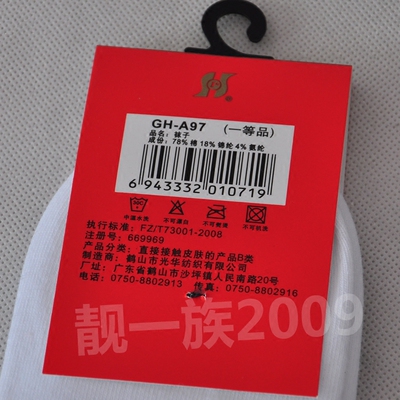 GH-A97 (一等品)
品名: 袜子
成份: 78% 棉 18% 锦纶 4% 氨纶
6 943332 010719
中温水洗 不可漂白 不可熨烫 不可拧洗
执行标准: FZ/T73001-2008
注册号: 669969
产品分类: 直接接触皮肤的产品B类
制造商: 鹤山市光华纺织有限公司
厂址: 广东省鹤山市沙坪镇人民南路20号
电话: 0750-8802913 传真: 0750-8802916
靓一族2009